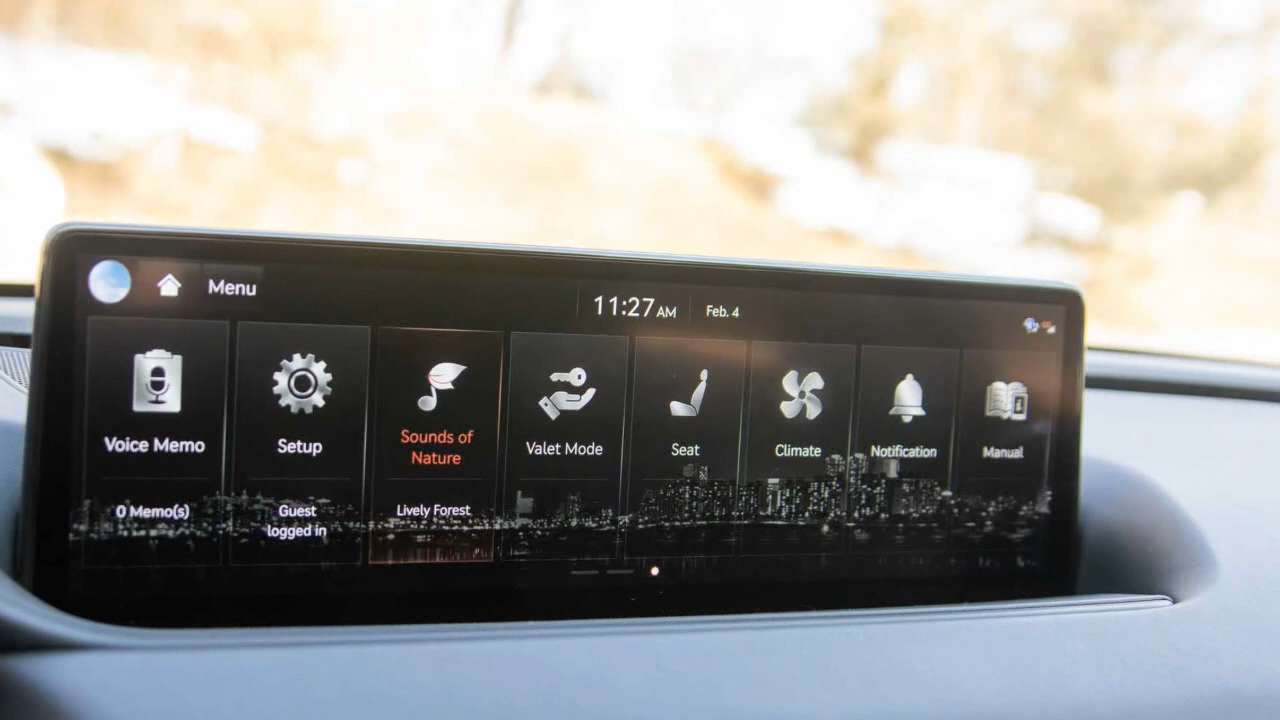 Menu
11:27 AM
Feb. 4
Voice Memo
0 Memo(s)
Setup
Guest
logged in
Sounds of
Nature
Lively Forest
Valet Mode
Seat
Climate
Notification
Manual